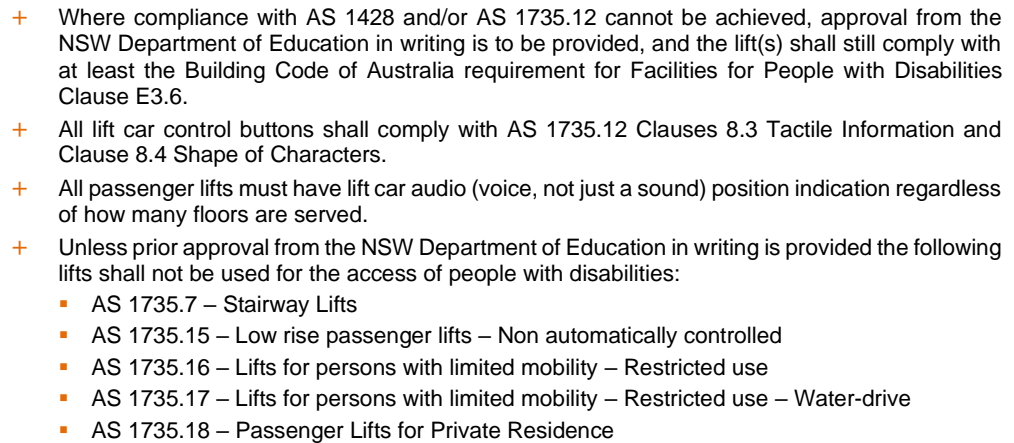 + Where compliance with AS 1428 and/or AS 1735.12 cannot be achieved, approval from the
NSW Department of Education in writing is to be provided, and the lift(s) shall still comply with
at least the Building Code of Australia requirement for Facilities for People with Disabilities
Clause E3.6.
+ All lift car control buttons shall comply with AS 1735.12 Clauses 8.3 Tactile Information and
Clause 8.4 Shape of Characters.
+ All passenger lifts must have lift car audio (voice, not just a sound) position indication regardless
of how many floors are served.
+ Unless prior approval from the NSW Department of Education in writing is provided the following
lifts shall not be used for the access of people with disabilities:
▪ AS 1735.7 – Stairway Lifts
▪ AS 1735.15 – Low rise passenger lifts – Non automatically controlled
▪ AS 1735.16 – Lifts for persons with limited mobility – Restricted use
▪ AS 1735.17 – Lifts for persons with limited mobility – Restricted use – Water-drive
▪ AS 1735.18 – Passenger Lifts for Private Residence